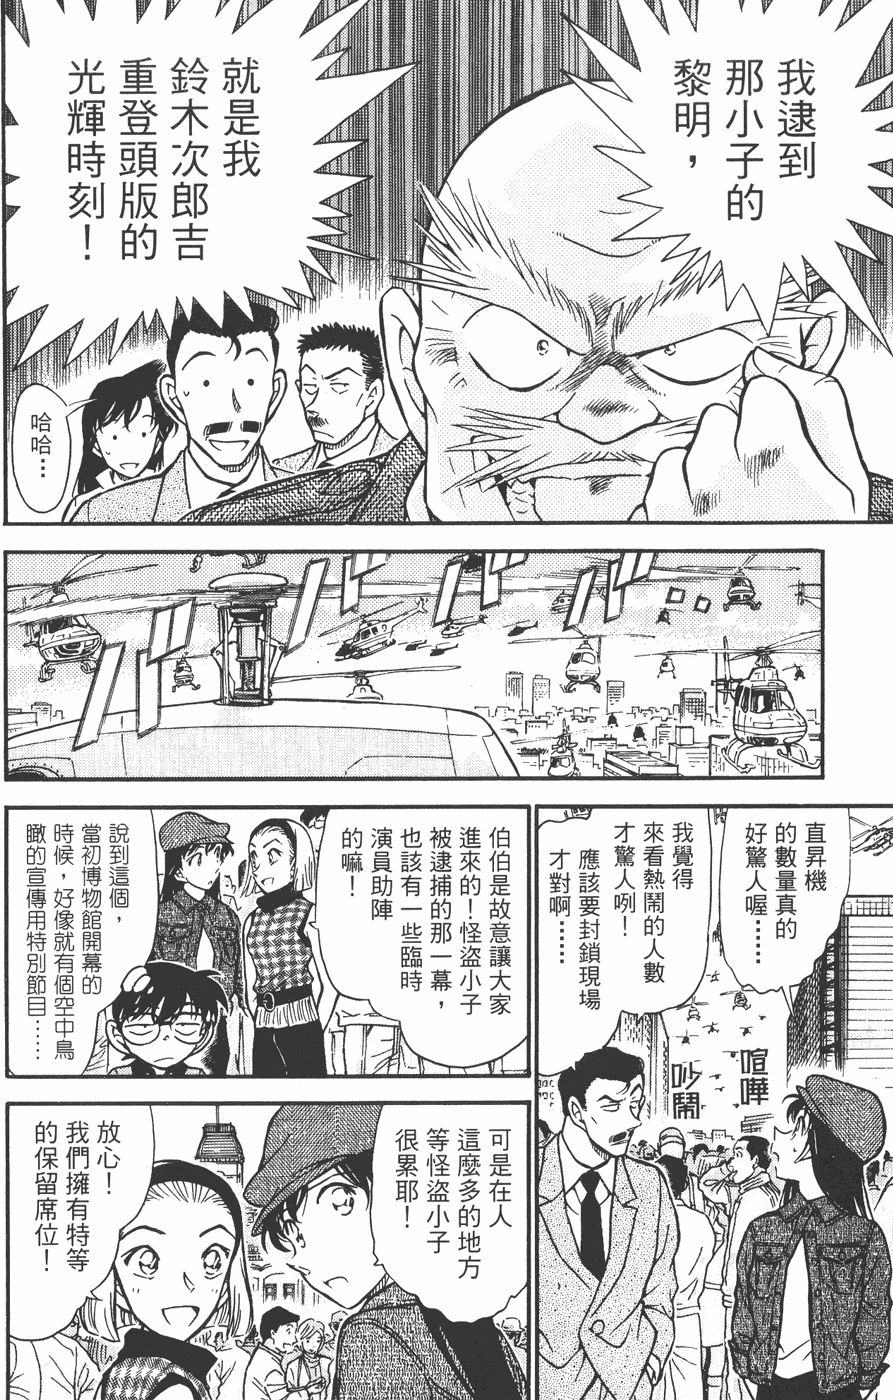 我逮到
那小子的
黎明，
就是我
鈴木次郎吉
重登頭版的
光輝時刻！
哈哈…
直昇機
的數量真的
好驚人喔……
我覺得
來看熱鬧的人數
才驚人咧！
應該要封鎖現場
才對啊……
喧嘩
吵鬧
伯伯是故意讓大家
進來的！怪盜小子
被逮捕的那一幕，
也該有一些臨時
演員助陣
的嘛！
說到這個，
當初博物館開幕的
時候，好像就有個空中鳥
瞰的宣傳用特別節目……
可是在人
這麼多的地方
等怪盜小子
很累耶！
放心！
我們擁有特等
的保留席位！